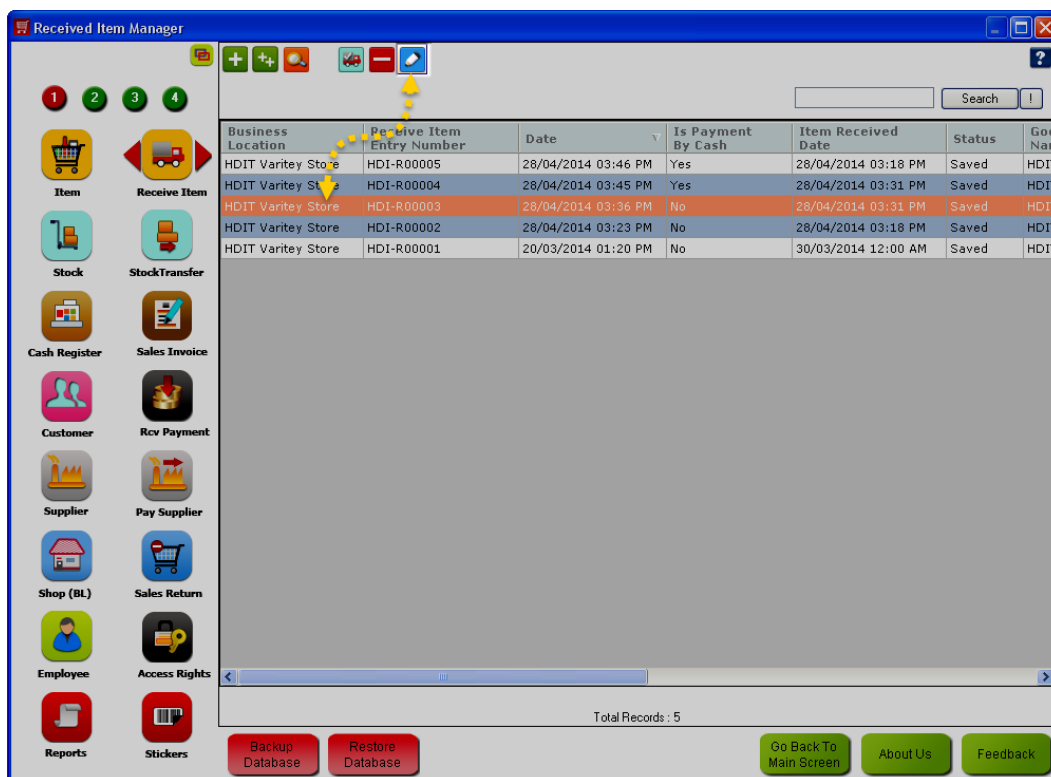 Received Item Manager
?
1 2 3 4
Search !
Business Location Receive Item Entry Number Date Is Payment By Cash Item Received Date Status
HDIT Varitey Store HDI-R00005 28/04/2014 03:46 PM Yes 28/04/2014 03:18 PM Saved HDIT
HDIT Varitey Store HDI-R00004 28/04/2014 03:45 PM Yes 28/04/2014 03:31 PM Saved HDIT
HDIT Varitey Store HDI-R00003 28/04/2014 03:36 PM No 28/04/2014 03:31 PM Saved HDIT
HDIT Varitey Store HDI-R00002 28/04/2014 03:23 PM No 28/04/2014 03:18 PM Saved HDIT
HDIT Varitey Store HDI-R00001 20/03/2014 01:20 PM No 30/03/2014 12:00 AM Saved HDIT
Item Receive Item
Stock StockTransfer
Cash Register Sales Invoice
Customer Rcv Payment
Supplier Pay Supplier
Shop (BL) Sales Return
Employee Access Rights
Reports Stickers
Total Records : 5
Backup Database
Restore Database
Go Back To Main Screen
About Us
Feedback